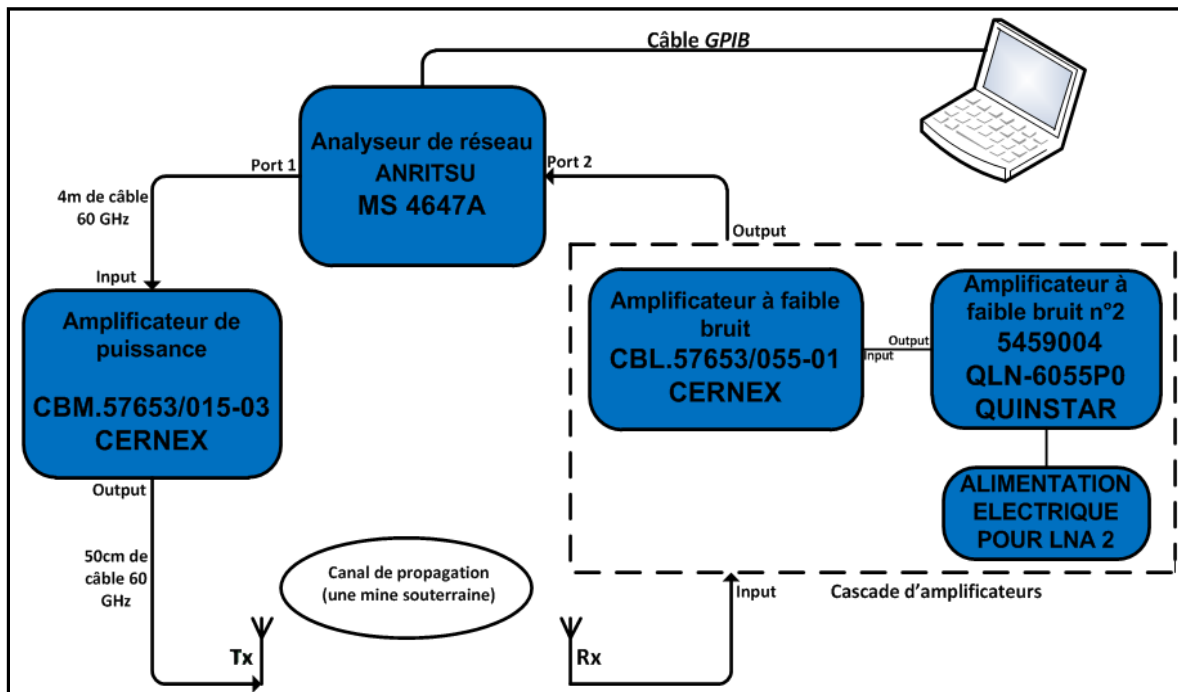 Câble GPIB
Analyseur de réseau
ANRITSU
MS 4647A
Port 1
Port 2
4m de câble
60 GHz
Input
Output
Amplificateur de
puissance
CBM.57653/015-03
CERNEX
Amplificateur à faible
bruit
CBL.57653/055-01
CERNEX
Output
Input
Amplificateur à
faible bruit n°2
5459004
QLN-6055P0
QUINSTAR
ALIMENTATION
ELECTRIQUE
POUR LNA 2
Output
50cm de
câble 60
GHz
Canal de propagation
(une mine souterraine)
Input
Cascade d'amplificateurs
Tx
Rx